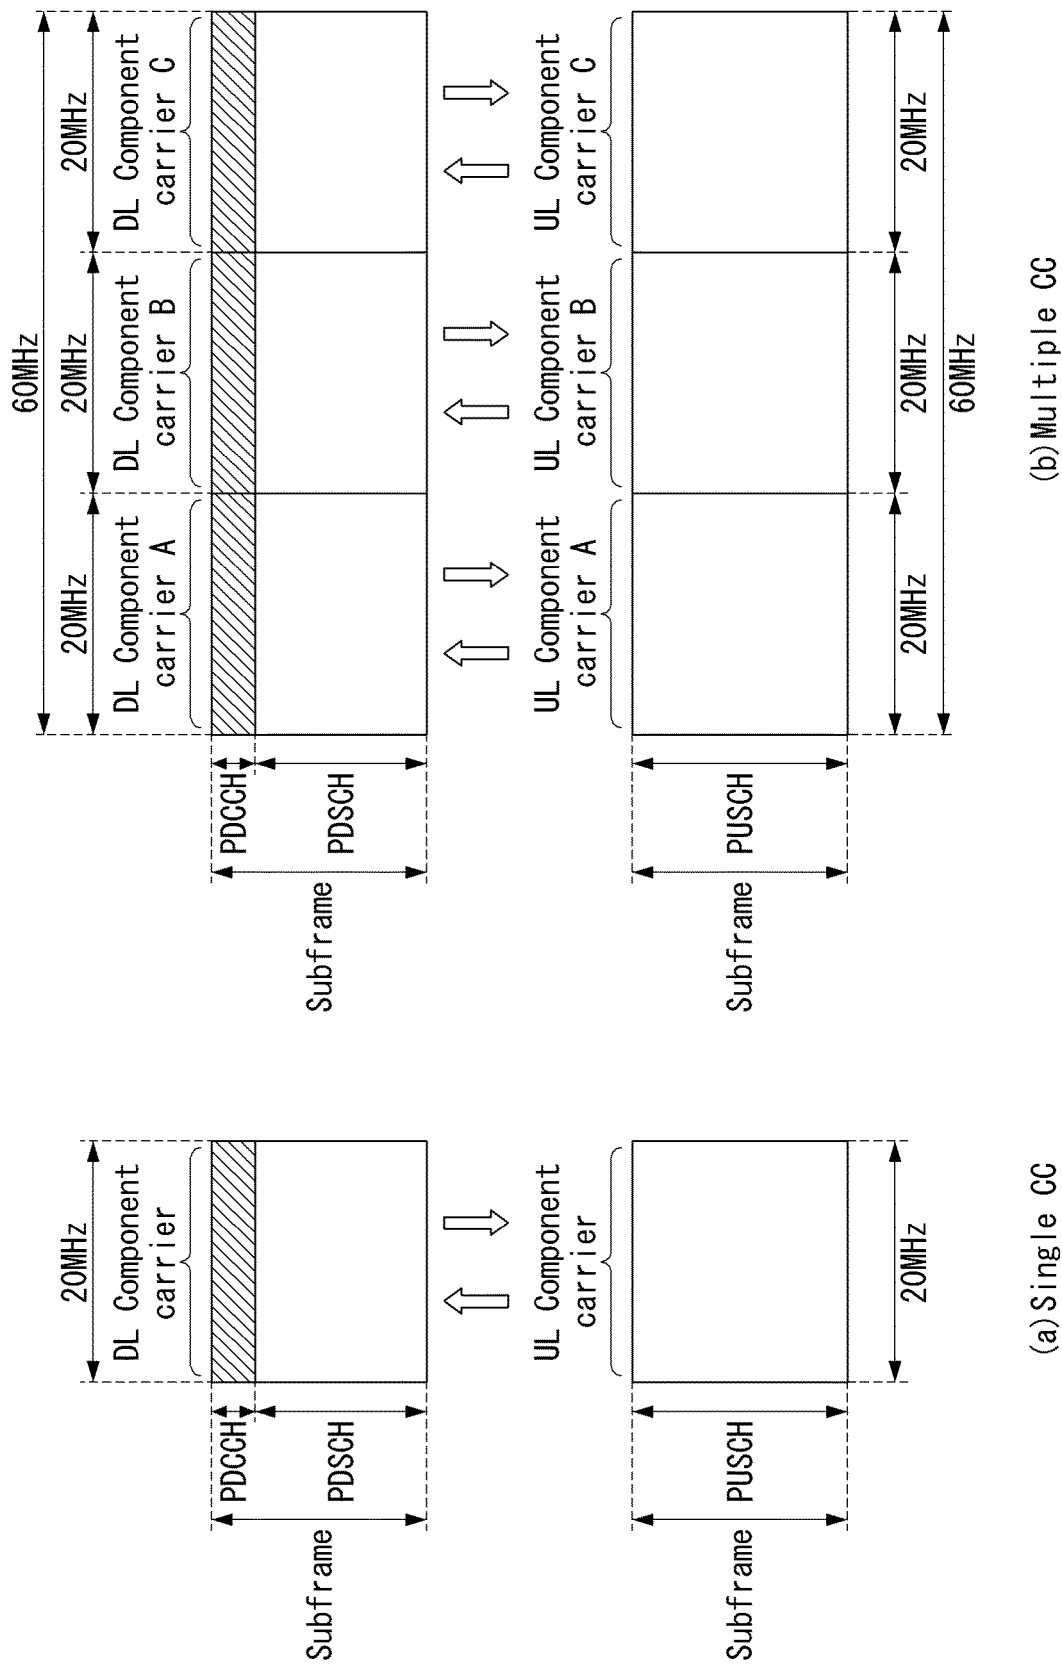 20MHz
DL Component
carrier
PDCCH
PDSCH
Subframe
UL Component
carrier
PUSCH
Subframe
20MHz
(a)Single CC
60MHz
20MHz
20MHz
20MHz
DL Component
carrier A
DL Component
carrier B
DL Component
carrier C
PDCCH
PDSCH
Subframe
UL Component
carrier A
UL Component
carrier B
UL Component
carrier C
PUSCH
Subframe
20MHz
20MHz
20MHz
60MHz
(b)Multiple CC